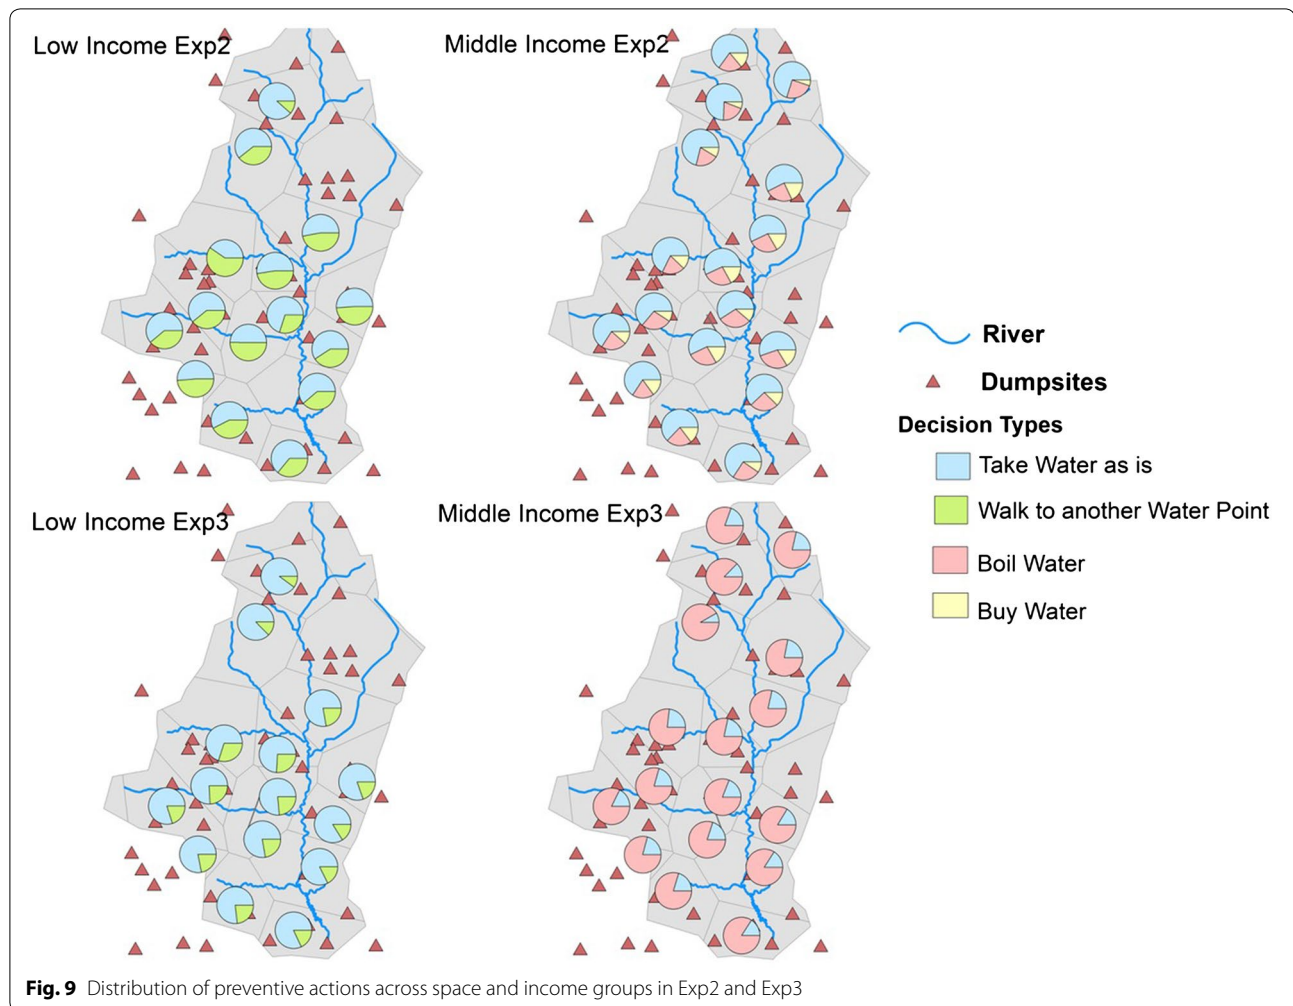 Low Income Exp2
Middle Income Exp2
River
Dumpsites
Decision Types
Take Water as is
Walk to another Water Point
Boil Water
Buy Water
Low Income Exp3
Middle Income Exp3
Fig. 9 Distribution of preventive actions across space and income groups in Exp2 and Exp3